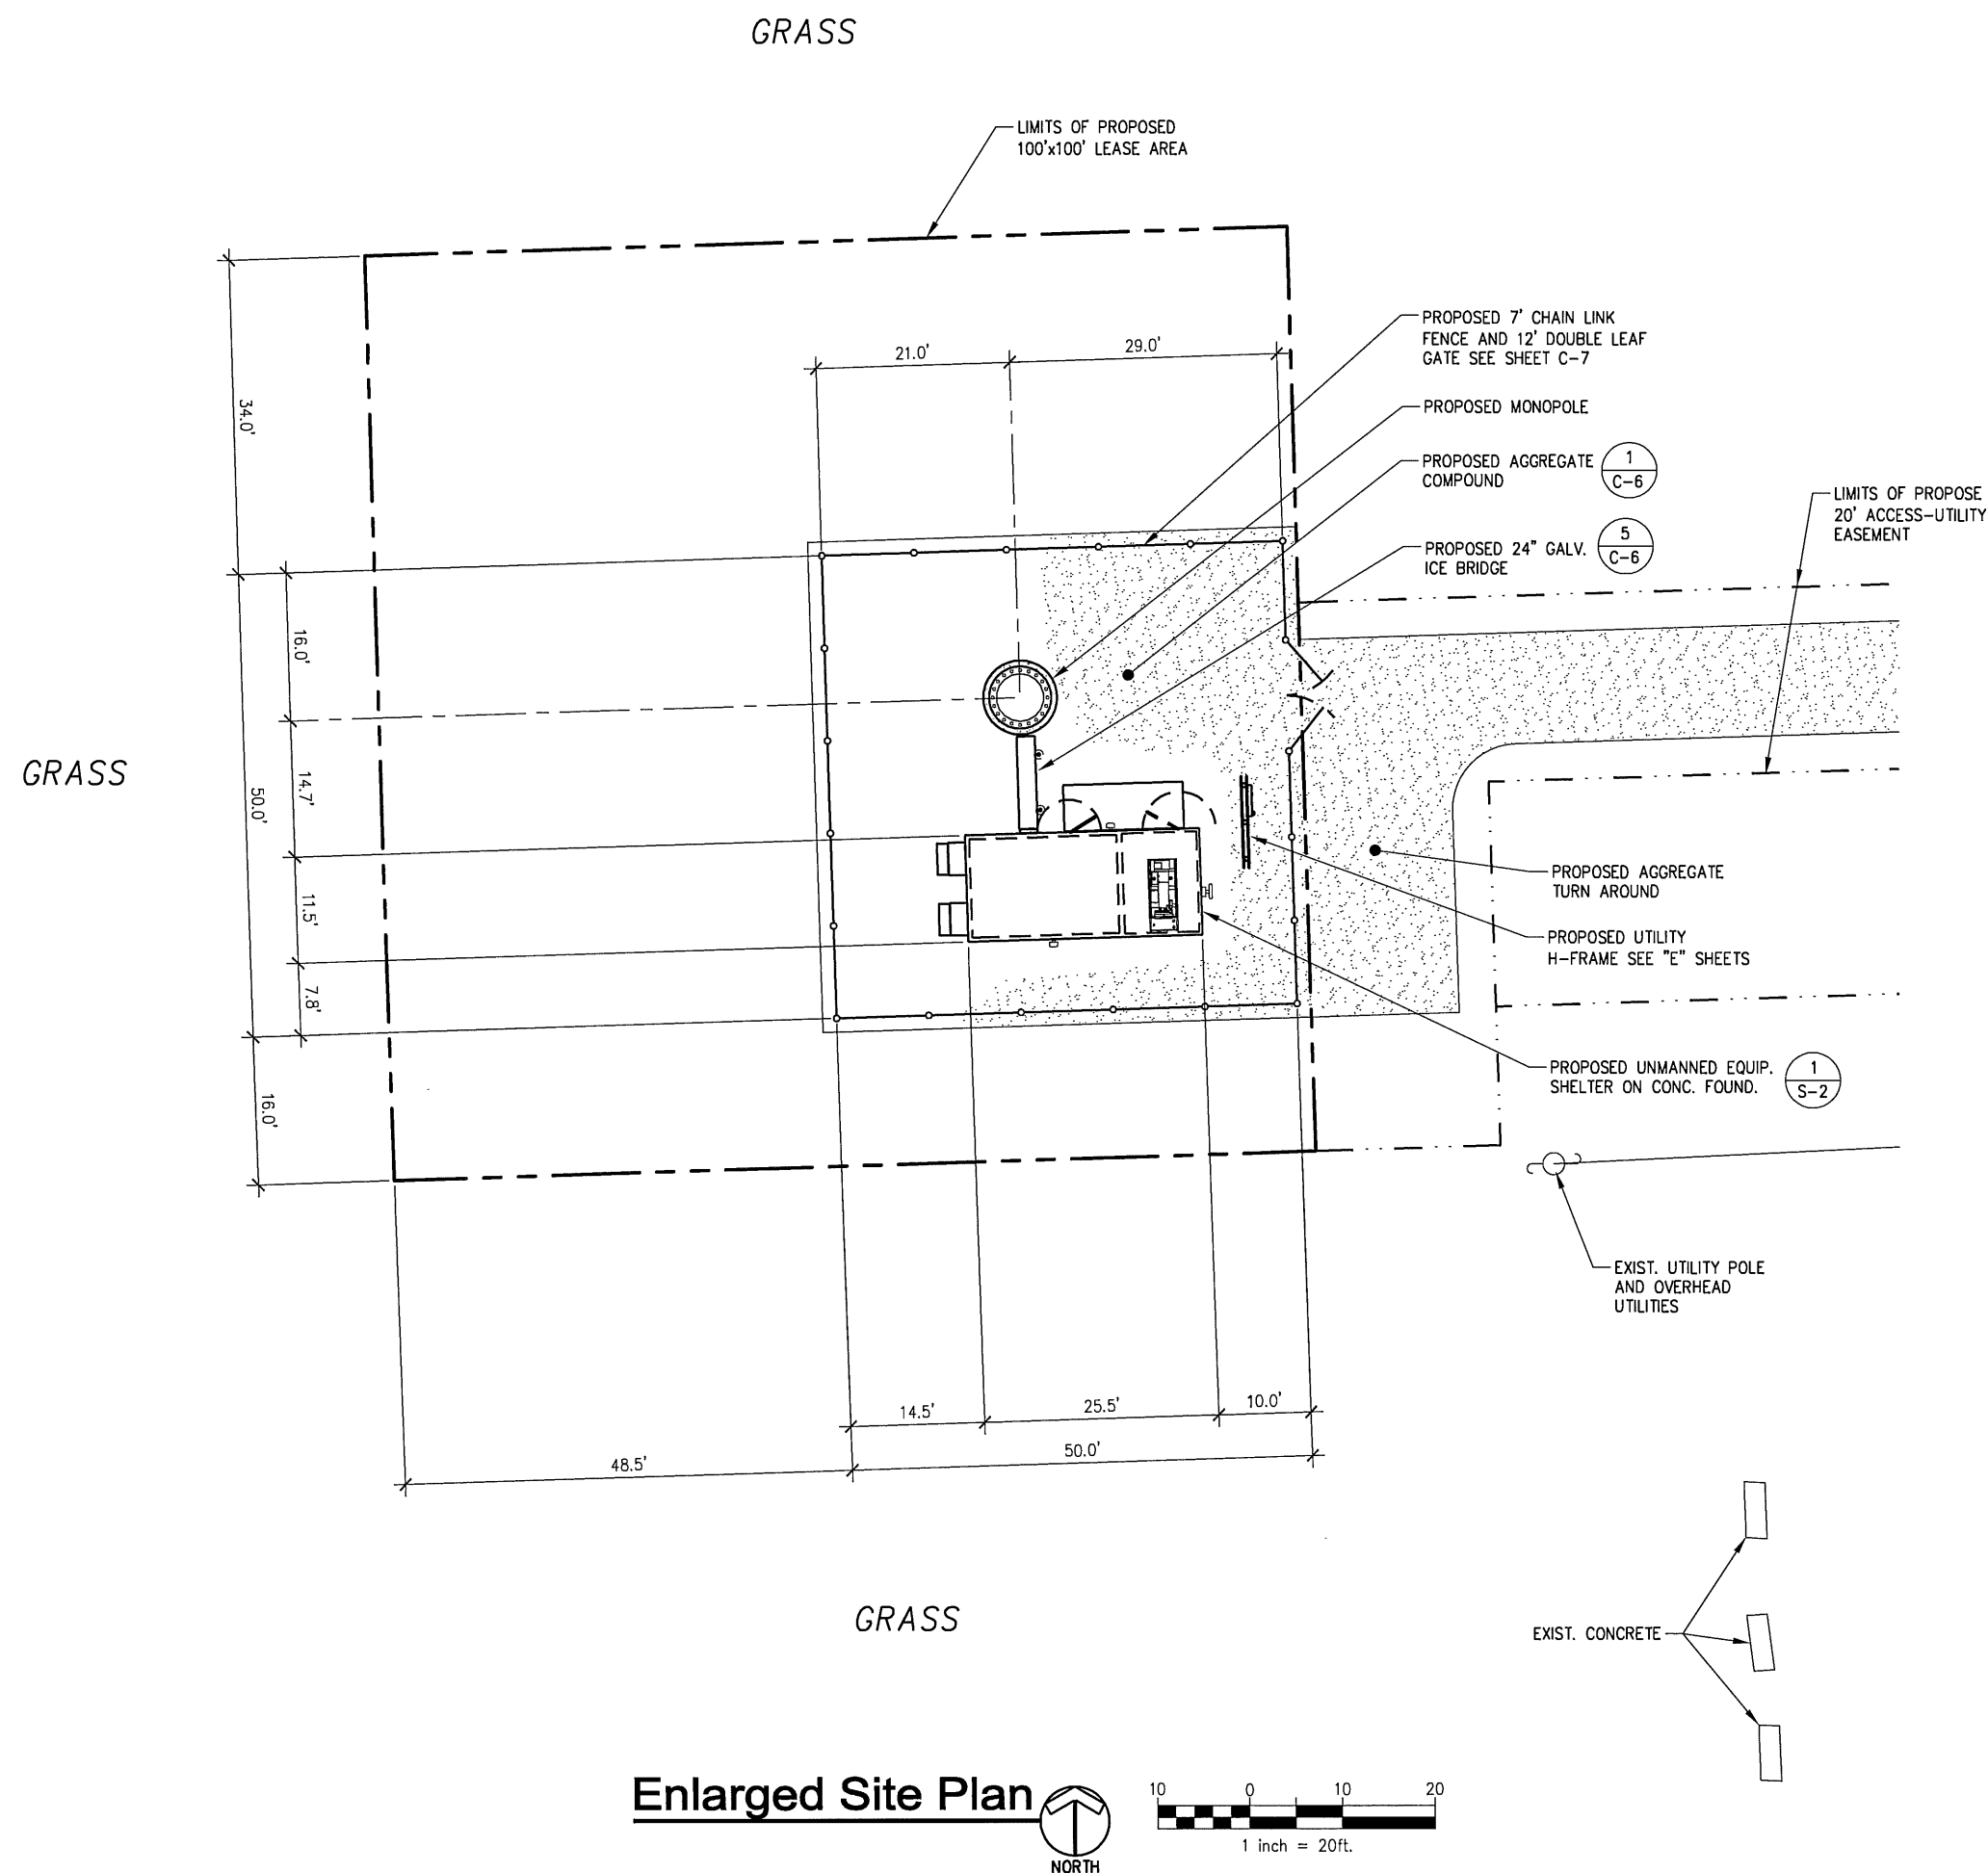 GRASS
LIMITS OF PROPOSED
100'x100' LEASE AREA
PROPOSED 7' CHAIN LINK
FENCE AND 12' DOUBLE LEAF
GATE SEE SHEET C-7
21.0'
29.0'
34.0'
PROPOSED MONOPOLE
PROPOSED AGGREGATE
COMPOUND
1
C-6
LIMITS OF PROPOSE
20' ACCESS-UTILITY
EASEMENT
PROPOSED 24" GALV.
ICE BRIDGE
5
C-6
16.0'
GRASS
50.0'
14.7'
11.5'
7.8'
16.0'
PROPOSED AGGREGATE
TURN AROUND
PROPOSED UTILITY
H-FRAME SEE "E" SHEETS
PROPOSED UNMANNED EQUIP.
SHELTER ON CONC. FOUND.
1
S-2
EXIST. UTILITY POLE
AND OVERHEAD
UTILITIES
14.5'
25.5'
10.0'
48.5'
50.0'
GRASS
EXIST. CONCRETE
Enlarged Site Plan
NORTH
10
0
10
20
1 inch = 20ft.